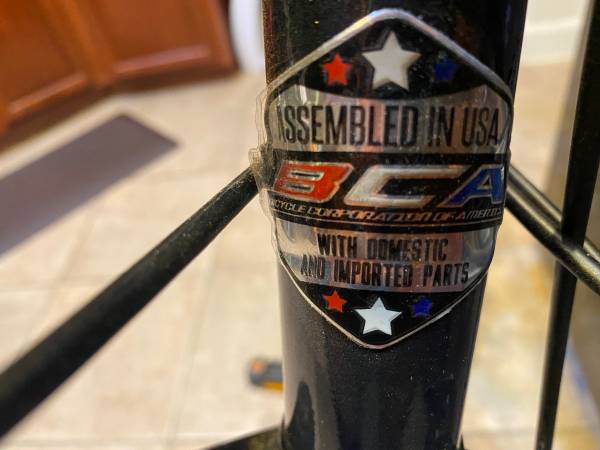 ASSEMBLED IN USA
BCA
BICYCLE CORPORATION OF AMERICA
WITH DOMESTIC
AND IMPORTED PARTS